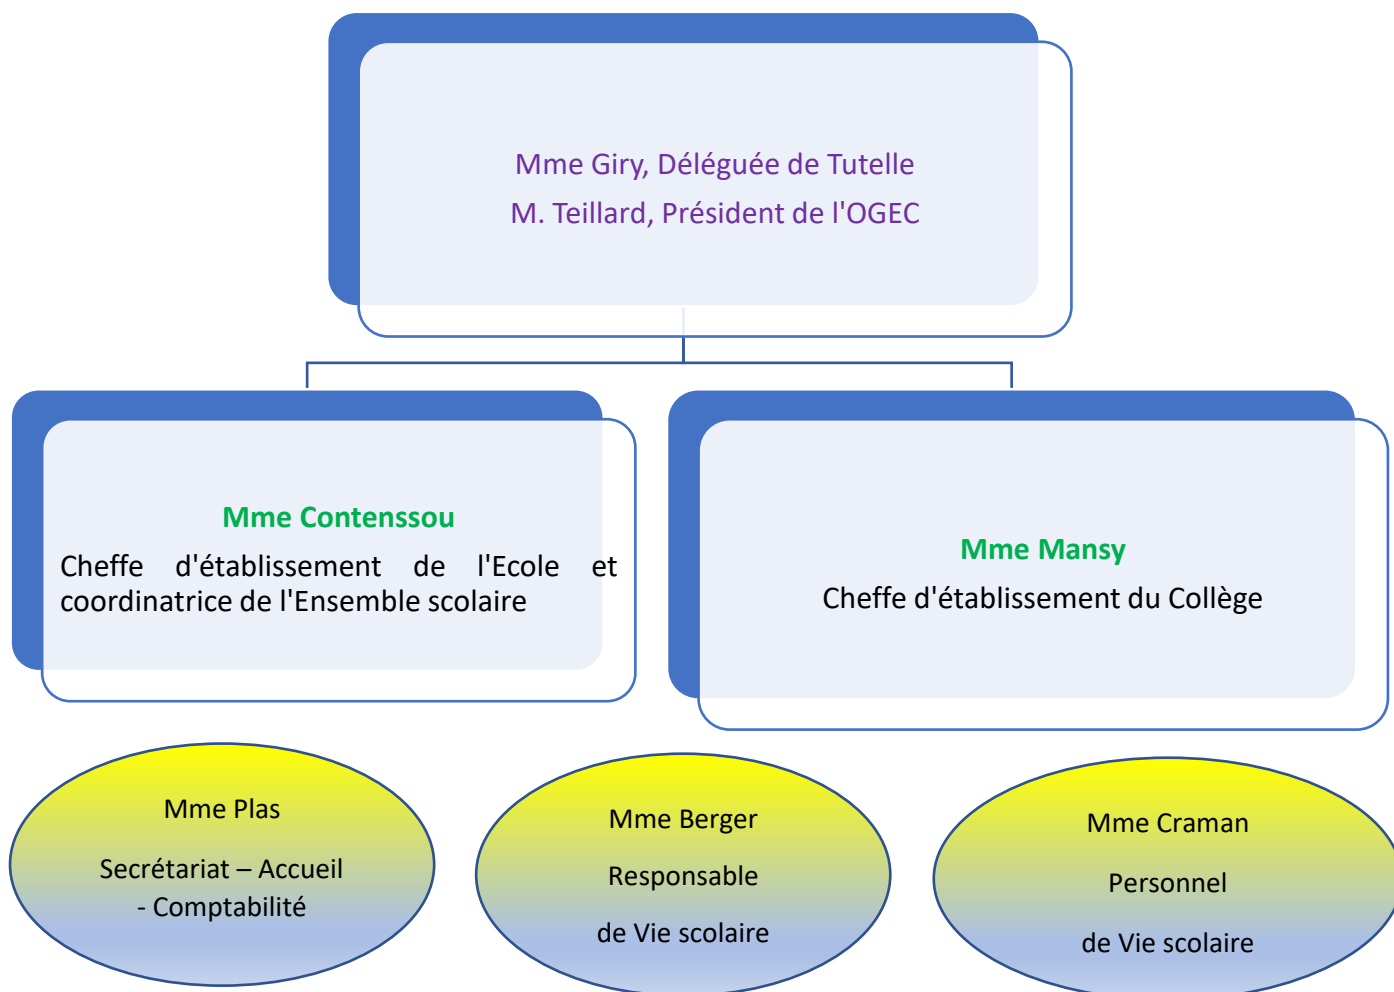 Mme Giry, Déléguée de Tutelle
M. Teillard, Président de l'OGEC
Mme Contenssou
Cheffe d'établissement de l'Ecole et
coordinatrice de l'Ensemble scolaire
Mme Mansy
Cheffe d'établissement du Collège
Mme Plas
Secrétariat – Accueil
- Comptabilité
Mme Berger
Responsable
de Vie scolaire
Mme Craman
Personnel
de Vie scolaire